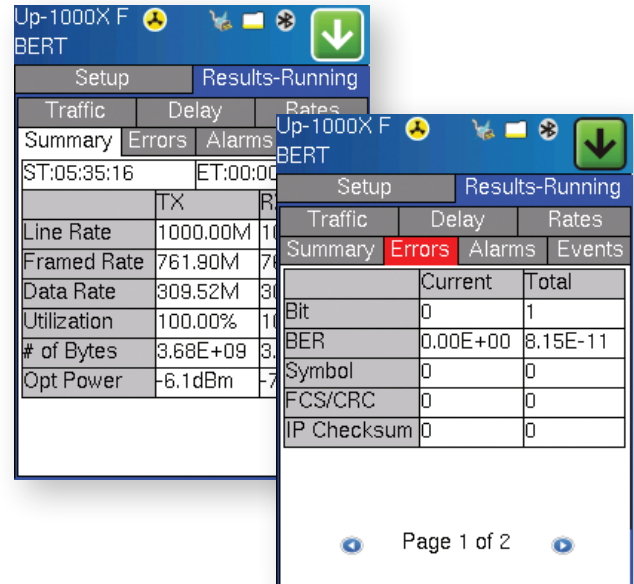 Up-1000X F
BERT
Setup Results-Running
Traffic Delay Rates
Summary Errors Alarms
ST:05:35:16 ET:00:00
TX
Line Rate 1000.00M
Framed Rate 761.90M
Data Rate 309.52M
Utilization 100.00%
# of Bytes 3.68E+09
Opt Power -6.1dBm
Up-1000X F
BERT
Setup Results-Running
Traffic Delay Rates
Summary Errors Alarms Events
Current Total
Bit 0 1
BER 0.00E+00 8.15E-11
Symbol 0 0
FCS/CRC 0 0
IP Checksum 0 0
Page 1 of 2